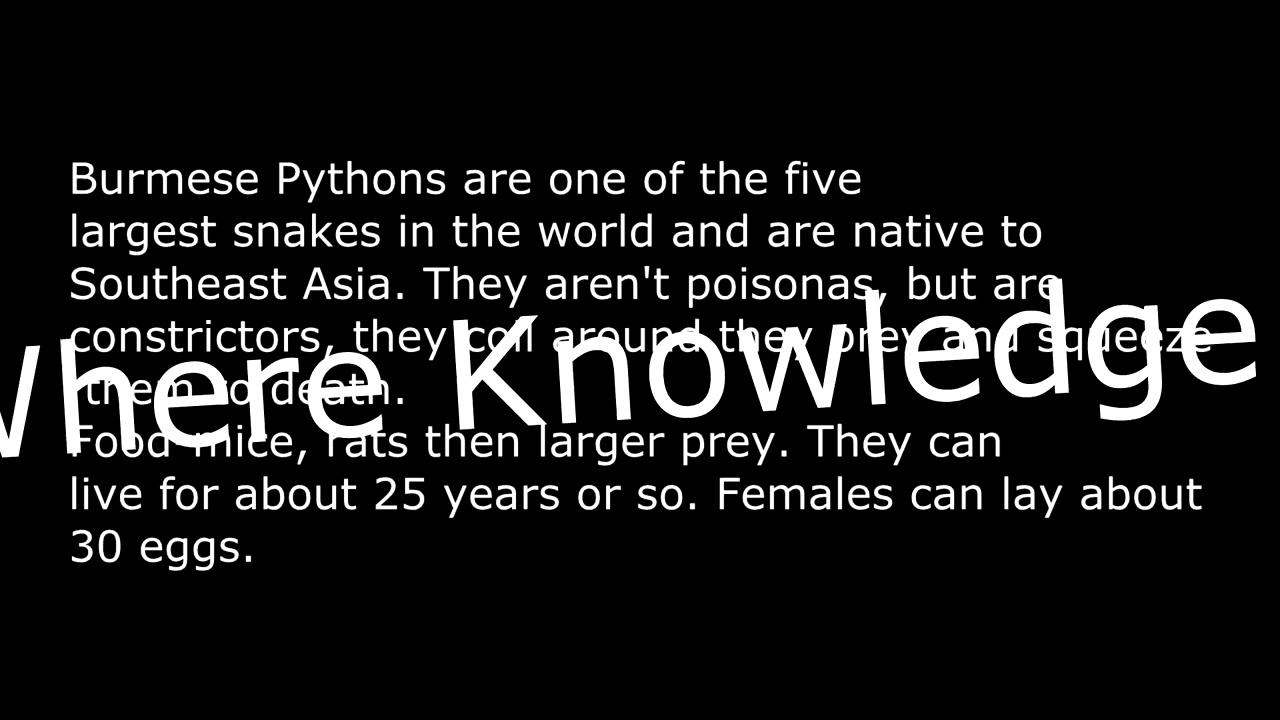 Burmese Pythons are one of the five
largest snakes in the world and are native to
Southeast Asia. They aren't poisonas, but are
constrictors, they coil around they prey and squeeze
them to death.
Food-mice, rats then larger prey. They can
live for about 25 years or so. Females can lay about
30 eggs.
Where Knowledge